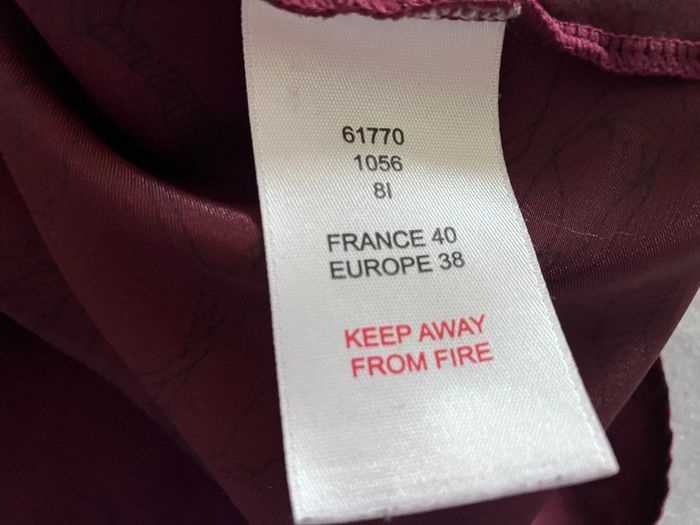 61770
1056
8I
FRANCE 40
EUROPE 38
KEEP AWAY
FROM FIRE